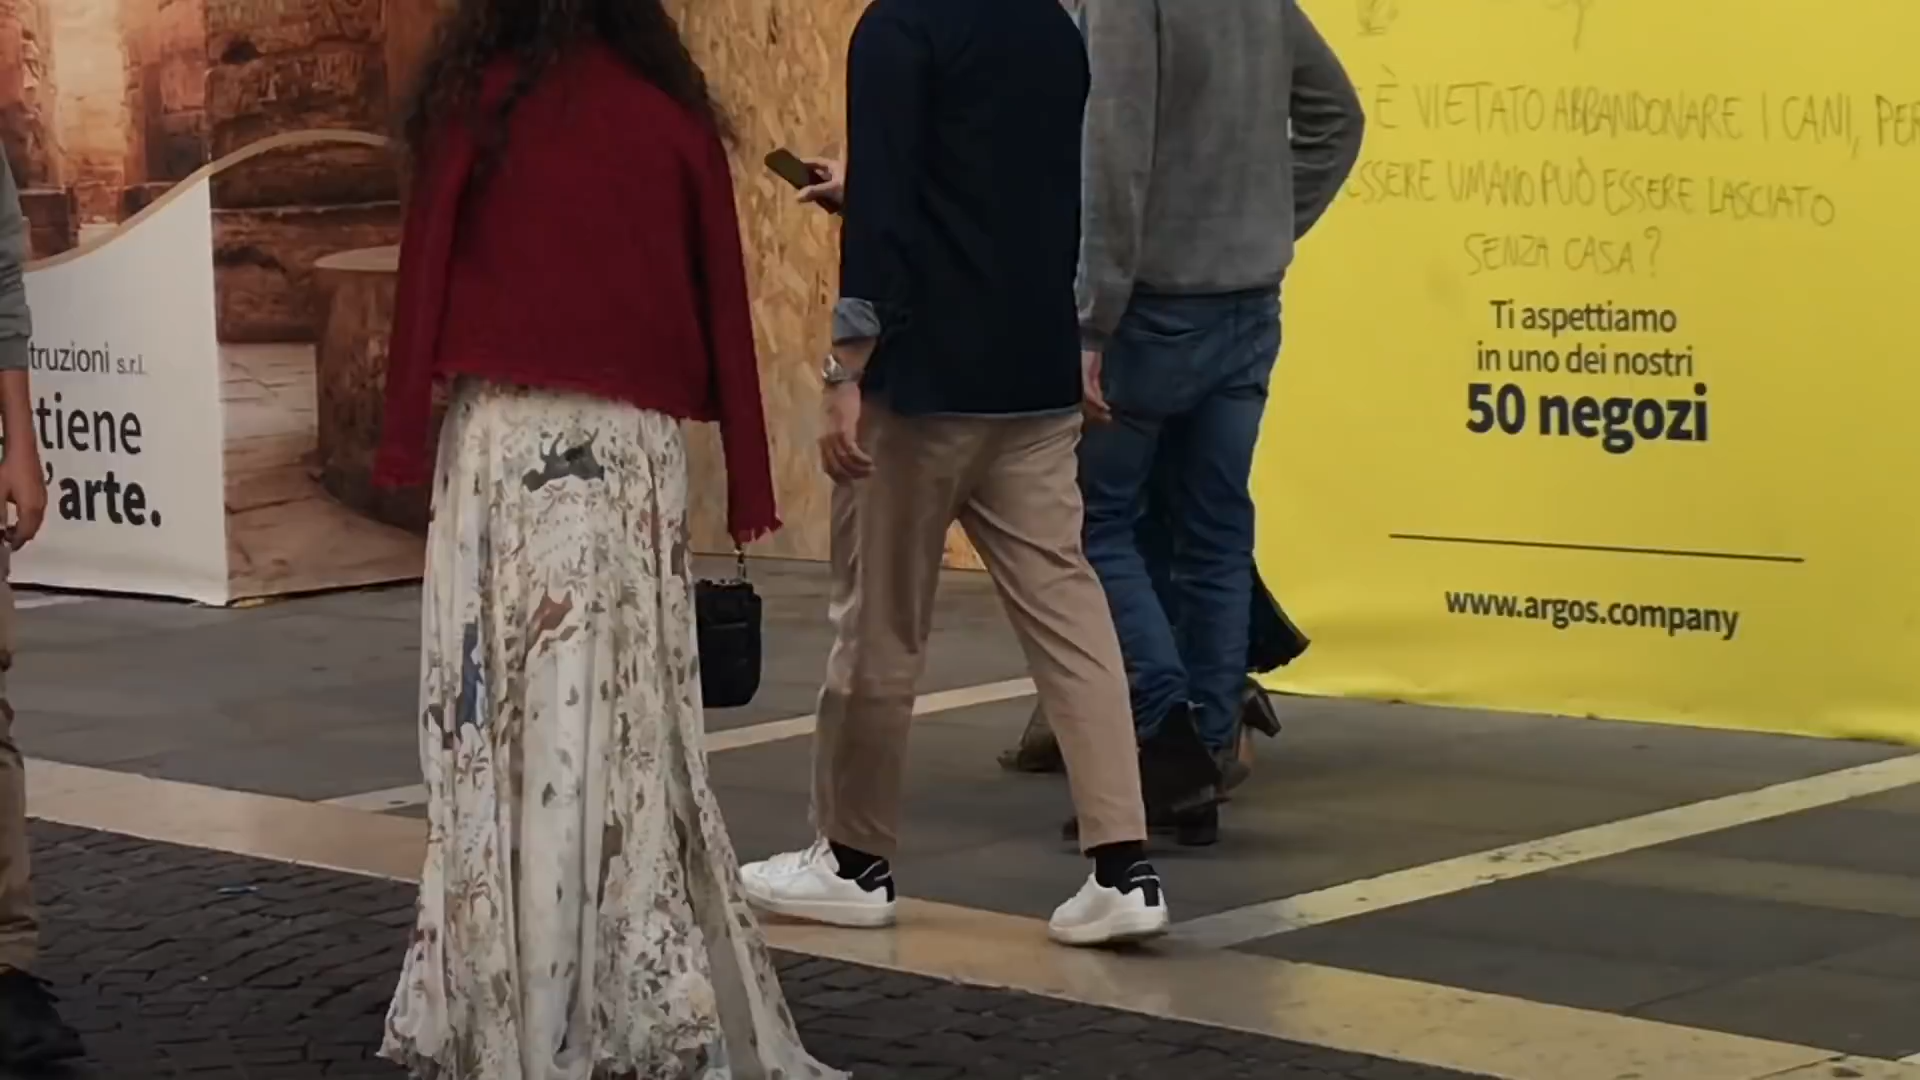 truzioni s.r.l.
tiene
'arte.
È VIETATO ABBANDONARE I CANI, PER
ESSERE UMANO PUÒ ESSERE LASCIATO
SENZA CASA?
Ti aspettiamo
in uno dei nostri
50 negozi
www.argos.company